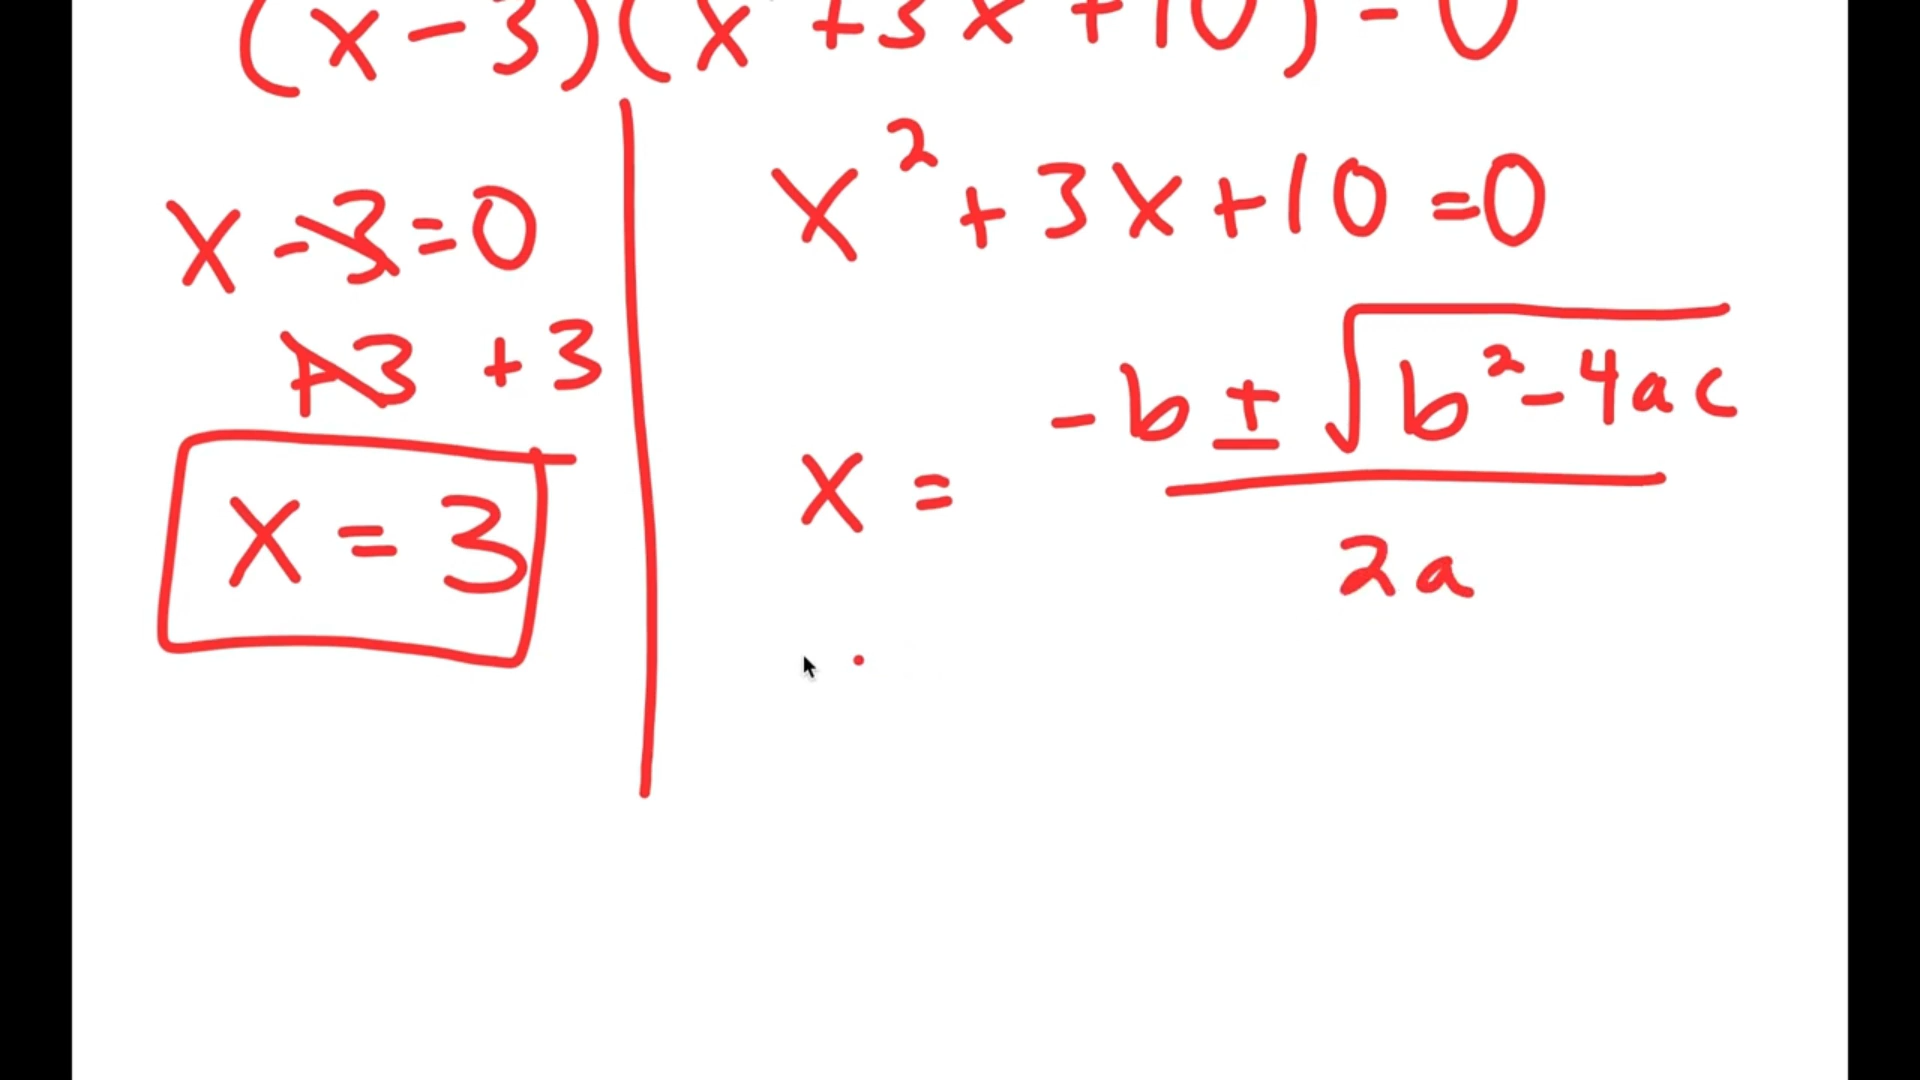 (x-3)(x²+3x+10)=0
x-3=0
+3 +3
x=3
x²+3x+10=0
x = -b ± √b²-4ac
2a